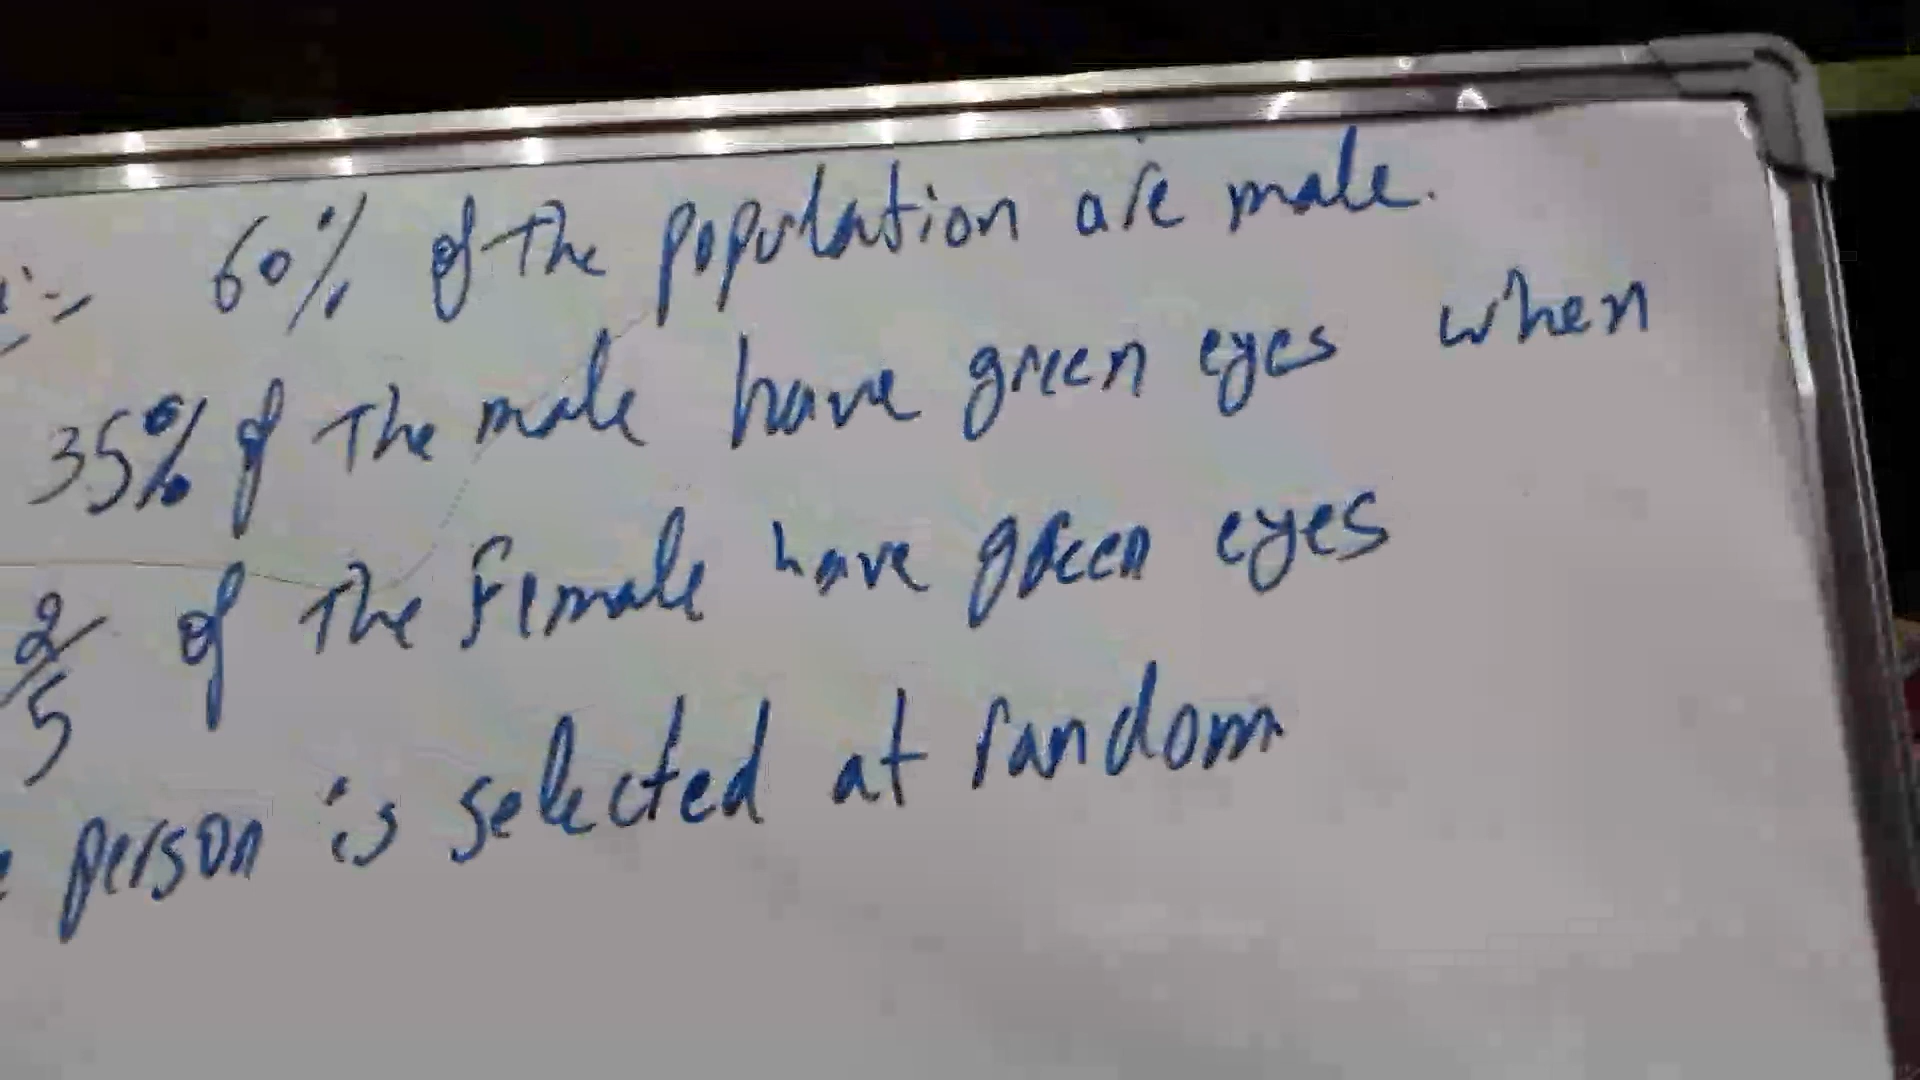 60% of the population are male.
35% of the male have green eyes when
2/5 of the Female have green eyes
person is selected at random